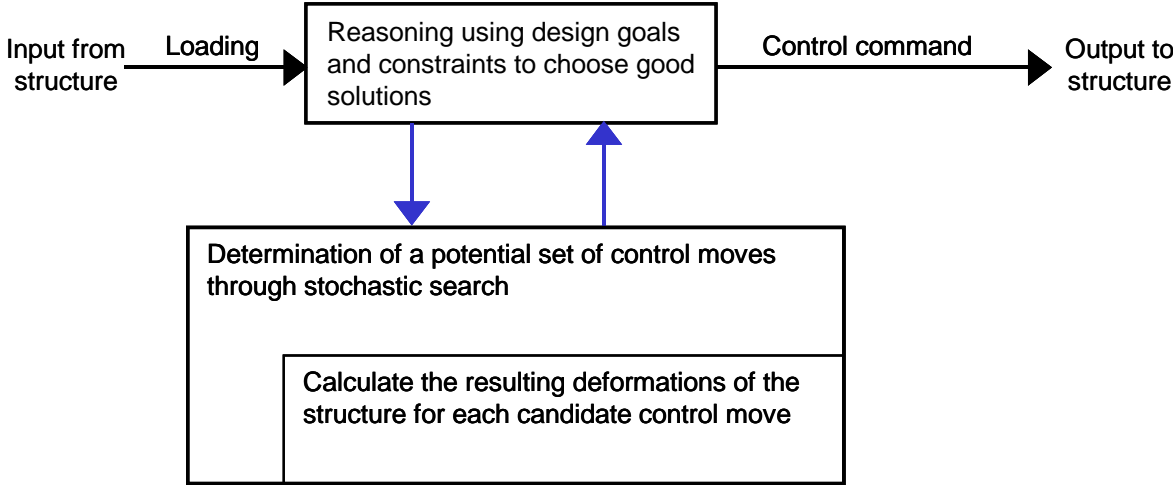 Input from
structure
Loading
Reasoning using design goals
and constraints to choose good
solutions
Control command
Output to
structure
Determination of a potential set of control moves
through stochastic search
Calculate the resulting deformations of the
structure for each candidate control move